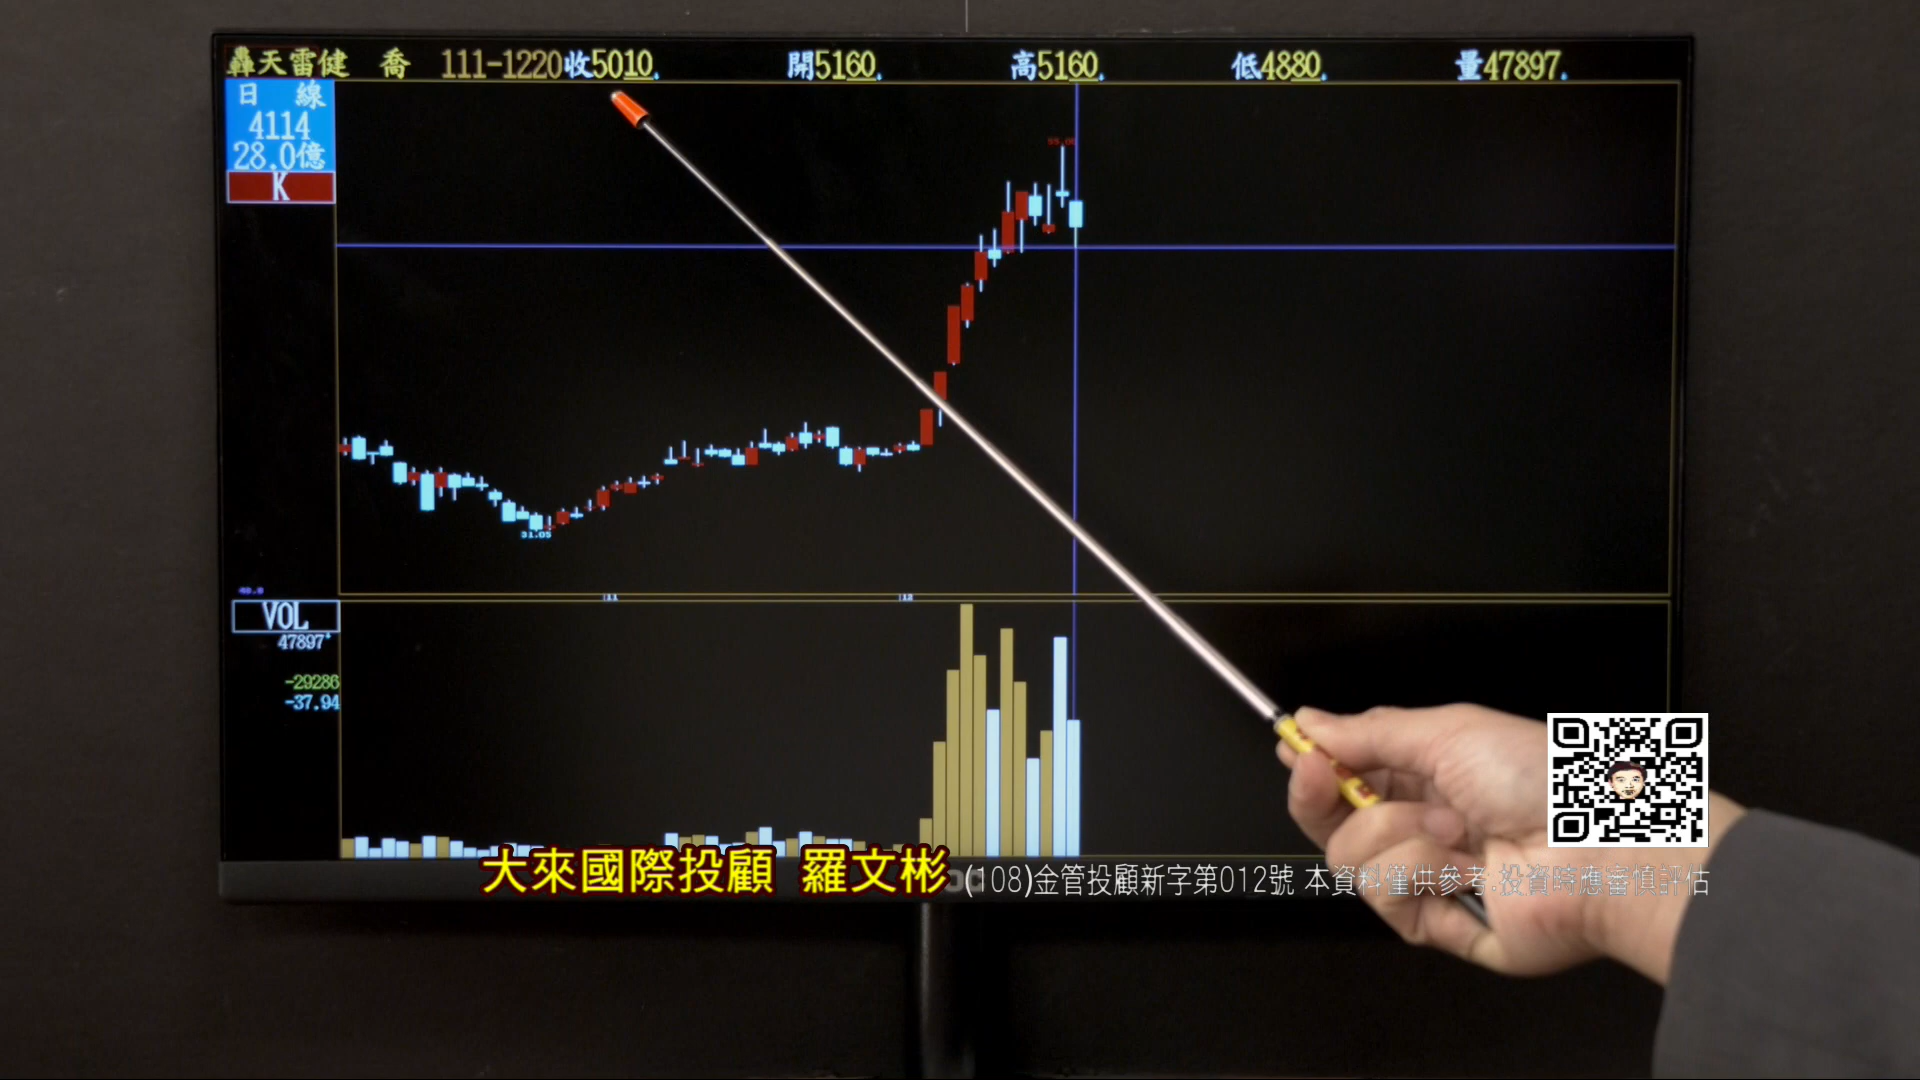 轟天雷健 喬 111-1220收5010 開5160 高5160 低4880 量47897
日 線
4114
28.0億
K
31.05
11
12
VOL
47897
-29286
-37.94
大來國際投顧 羅文彬 (108)金管投顧新字第012號 本資料僅供參考.投資時應審慎評估